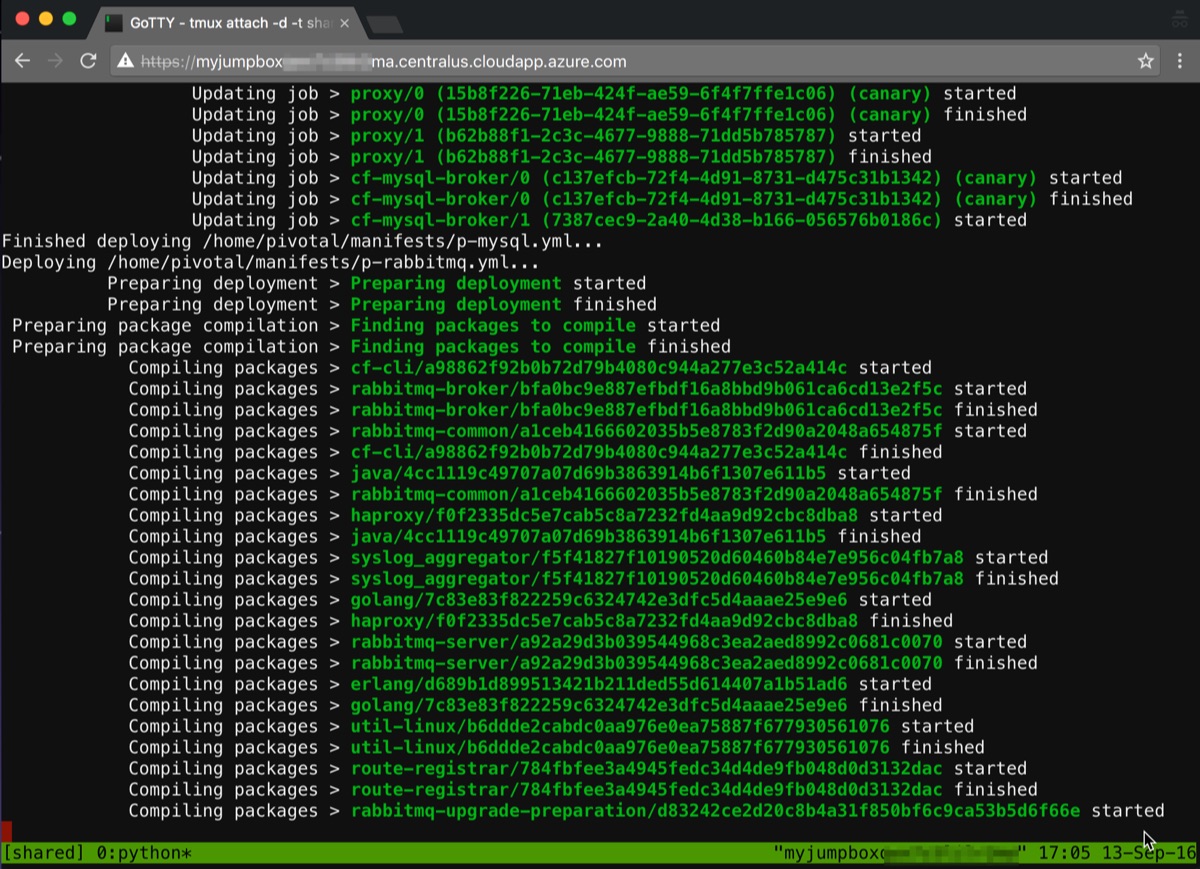 GoTTY - tmux attach -d -t sha
https://myjumpbox ma.centralus.cloudapp.azure.com
Updating job > proxy/0 (15b8f226-71eb-424f-ae59-6f4f7ffe1c06) (canary) started
Updating job > proxy/0 (15b8f226-71eb-424f-ae59-6f4f7ffe1c06) (canary) finished
Updating job > proxy/1 (b62b88f1-2c3c-4677-9888-71dd5b785787) started
Updating job > proxy/1 (b62b88f1-2c3c-4677-9888-71dd5b785787) finished
Updating job > cf-mysql-broker/0 (c137efcb-72f4-4d91-8731-d475c31b1342) (canary) started
Updating job > cf-mysql-broker/0 (c137efcb-72f4-4d91-8731-d475c31b1342) (canary) finished
Updating job > cf-mysql-broker/1 (7387cec9-2a40-4d38-b166-056576b0186c) started
Finished deploying /home/pivotal/manifests/p-mysql.yml...
Deploying /home/pivotal/manifests/p-rabbitmq.yml...
Preparing deployment > Preparing deployment started
Preparing deployment > Preparing deployment finished
Preparing package compilation > Finding packages to compile started
Preparing package compilation > Finding packages to compile finished
Compiling packages > cf-cli/a98862f92b0b72d79b4080c944a277e3c52a414c started
Compiling packages > rabbitmq-broker/bfa0bc9e887efbdf16a8bbd9b061ca6cd13e2f5c started
Compiling packages > rabbitmq-broker/bfa0bc9e887efbdf16a8bbd9b061ca6cd13e2f5c finished
Compiling packages > rabbitmq-common/a1ceb4166602035b5e8783f2d90a2048a654875f started
Compiling packages > cf-cli/a98862f92b0b72d79b4080c944a277e3c52a414c finished
Compiling packages > java/4cc1119c49707a07d69b3863914b6f1307e611b5 started
Compiling packages > rabbitmq-common/a1ceb4166602035b5e8783f2d90a2048a654875f finished
Compiling packages > haproxy/f0f2335dc5e7cab5c8a7232fd4aa9d92cbc8dba8 started
Compiling packages > java/4cc1119c49707a07d69b3863914b6f1307e611b5 finished
Compiling packages > syslog_aggregator/f5f41827f10190520d60460b84e7e956c04fb7a8 started
Compiling packages > syslog_aggregator/f5f41827f10190520d60460b84e7e956c04fb7a8 finished
Compiling packages > golang/7c83e83f822259c6324742e3dfc5d4aaae25e9e6 started
Compiling packages > haproxy/f0f2335dc5e7cab5c8a7232fd4aa9d92cbc8dba8 finished
Compiling packages > rabbitmq-server/a92a29d3b039544968c3ea2aed8992c0681c0070 started
Compiling packages > rabbitmq-server/a92a29d3b039544968c3ea2aed8992c0681c0070 finished
Compiling packages > erlang/d689b1d899513421b211ded55d614407a1b51ad6 started
Compiling packages > golang/7c83e83f822259c6324742e3dfc5d4aaae25e9e6 finished
Compiling packages > util-linux/b6ddde2cabdc0aa976e0ea75887f677930561076 started
Compiling packages > util-linux/b6ddde2cabdc0aa976e0ea75887f677930561076 finished
Compiling packages > route-registrar/784fbfee3a4945fedc34d4de9fb048d0d3132dac started
Compiling packages > route-registrar/784fbfee3a4945fedc34d4de9fb048d0d3132dac finished
Compiling packages > rabbitmq-upgrade-preparation/d83242ce2d20c8b4a31f850bf6c9ca53b5d6f66e started
[shared] 0:python* "myjumpbox " 17:05 13-Sep-16